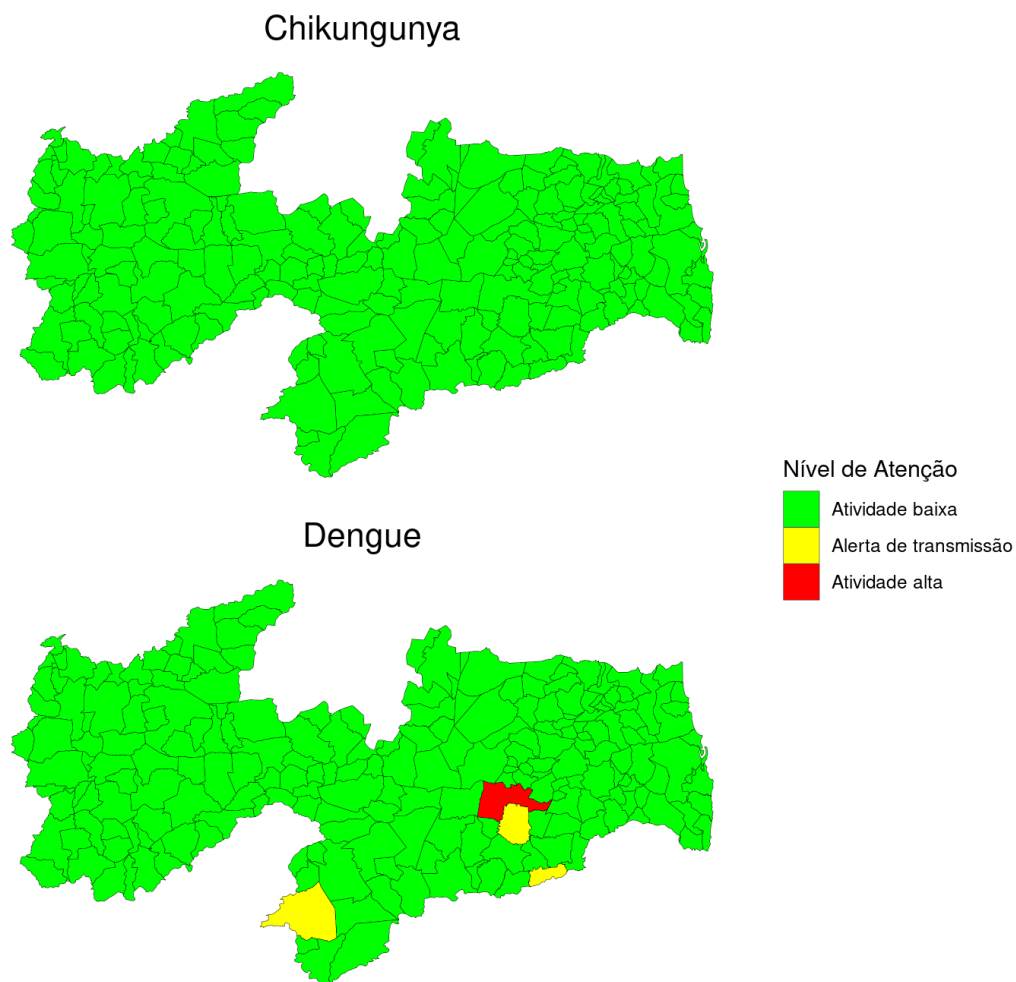 Chikungunya
Nível de Atenção
Atividade baixa
Alerta de transmissão
Atividade alta
Dengue